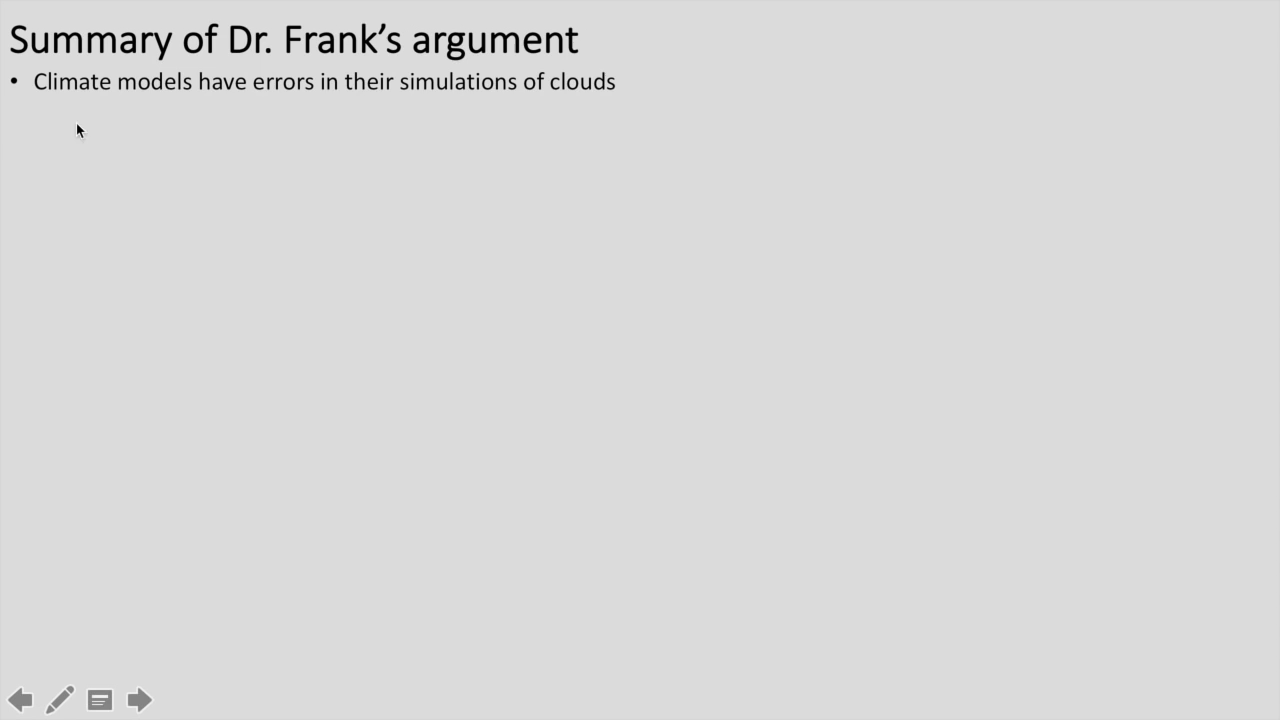 Summary of Dr. Frank’s argument
• Climate models have errors in their simulations of clouds